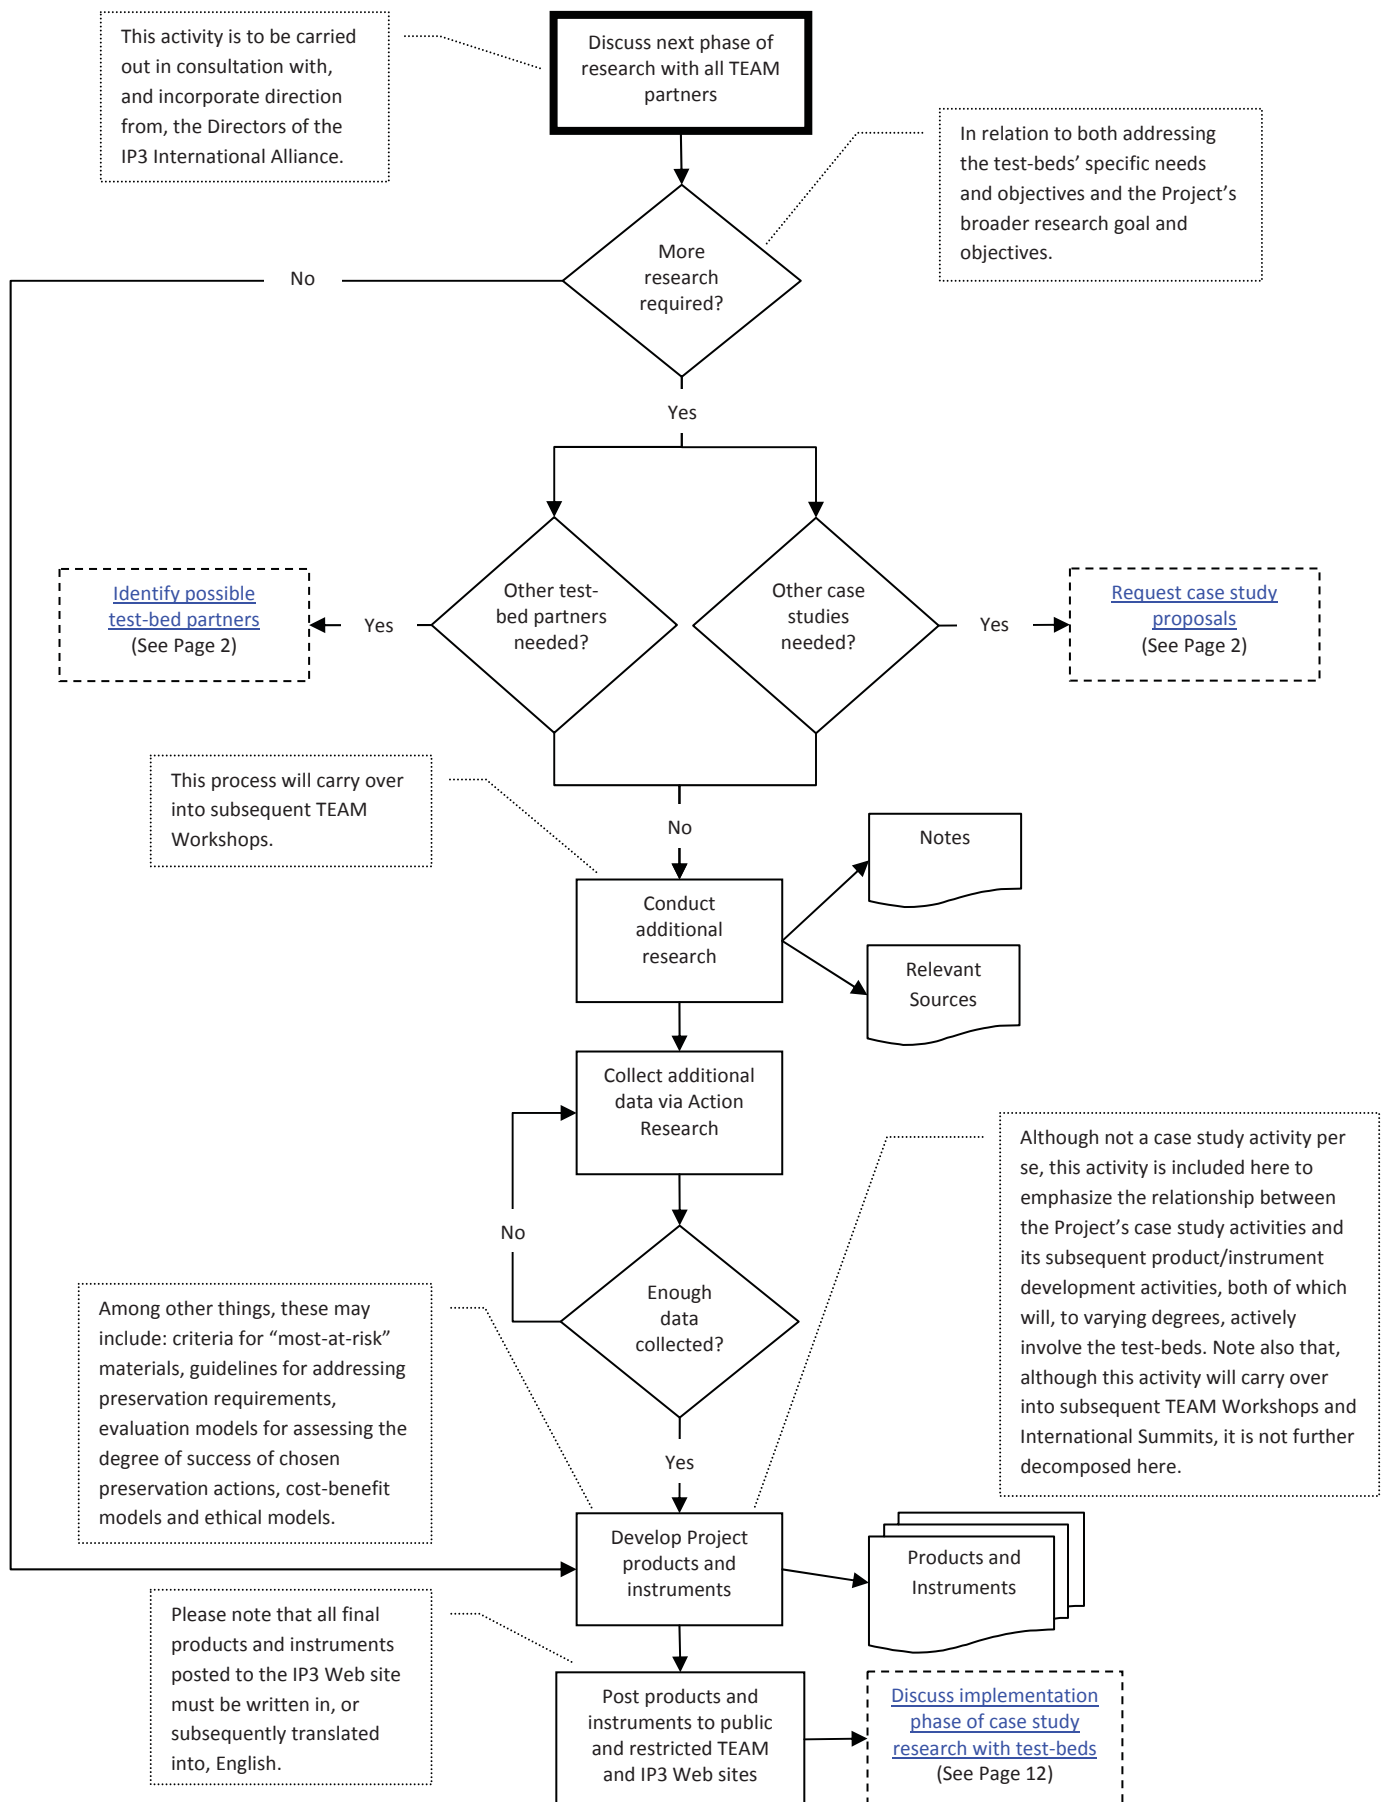 This activity is to be carried
out in consultation with,
and incorporate direction
from, the Directors of the
IP3 International Alliance.
Discuss next phase of
research with all TEAM
partners
In relation to both addressing
the test-beds’ specific needs
and objectives and the Project’s
broader research goal and
objectives.
More
research
required?
No
Yes
Identify possible
test-bed partners
(See Page 2)
Yes
Other test-
bed partners
needed?
Other case
studies
needed?
Yes
Request case study
proposals
(See Page 2)
This process will carry over
into subsequent TEAM
Workshops.
No
Notes
Conduct
additional
research
Relevant
Sources
Collect additional
data via Action
Research
Although not a case study activity per
se, this activity is included here to
emphasize the relationship between
the Project’s case study activities and
its subsequent product/instrument
development activities, both of which
will, to varying degrees, actively
involve the test-beds. Note also that,
although this activity will carry over
into subsequent TEAM Workshops and
International Summits, it is not further
decomposed here.
No
Enough
data
collected?
Among other things, these may
include: criteria for “most-at-risk”
materials, guidelines for addressing
preservation requirements,
evaluation models for assessing the
degree of success of chosen
preservation actions, cost-benefit
models and ethical models.
Yes
Develop Project
products and
instruments
Products and
Instruments
Please note that all final
products and instruments
posted to the IP3 Web site
must be written in, or
subsequently translated
into, English.
Post products and
instruments to public
and restricted TEAM
and IP3 Web sites
Discuss implementation
phase of case study
research with test-beds
(See Page 12)